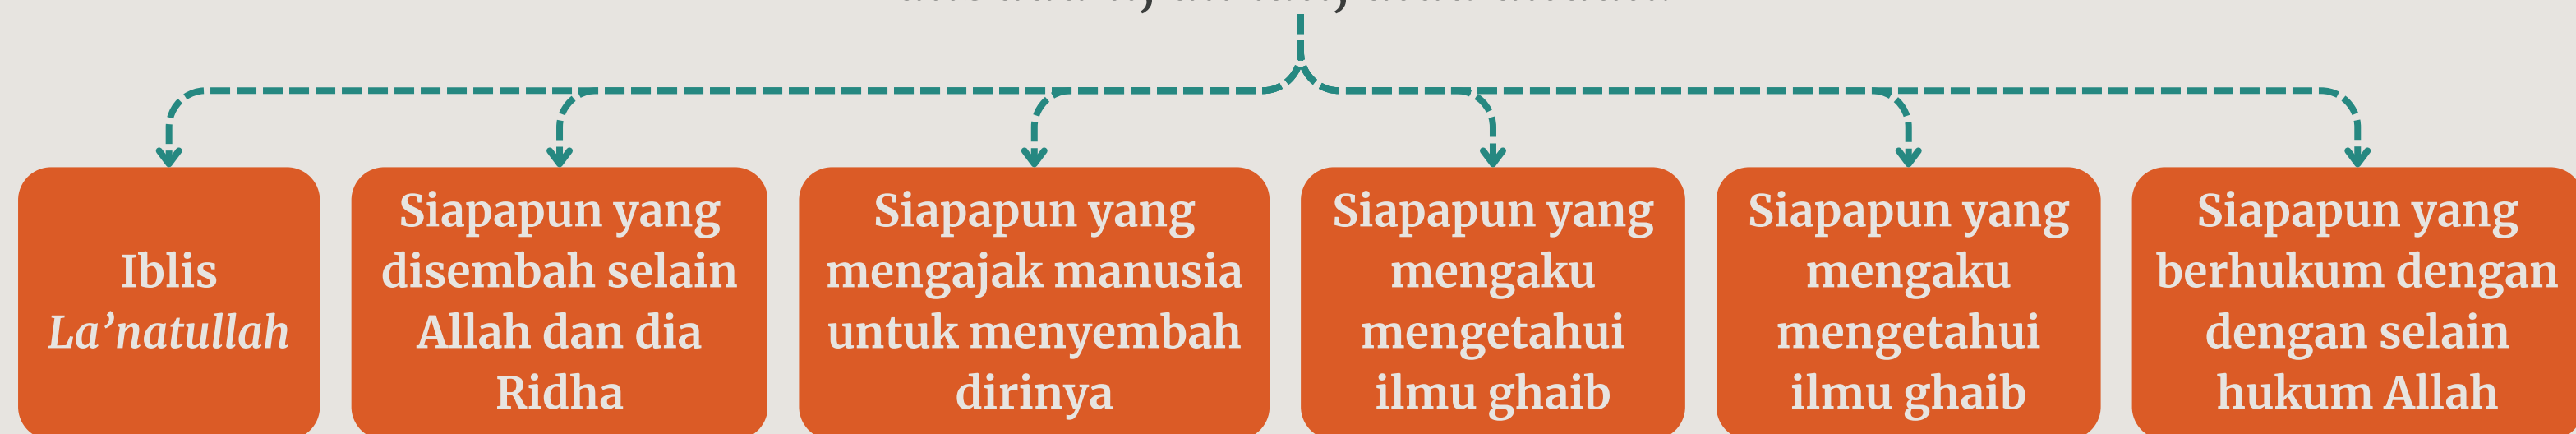 Iblis
La’natullah
Siapapun yang
disembah selain
Allah dan dia
Ridha
Siapapun yang
mengajak manusia
untuk menyembah
dirinya
Siapapun yang
mengaku
mengetahui
ilmu ghaib
Siapapun yang
mengaku
mengetahui
ilmu ghaib
Siapapun yang
berhukum dengan
dengan selain
hukum Allah